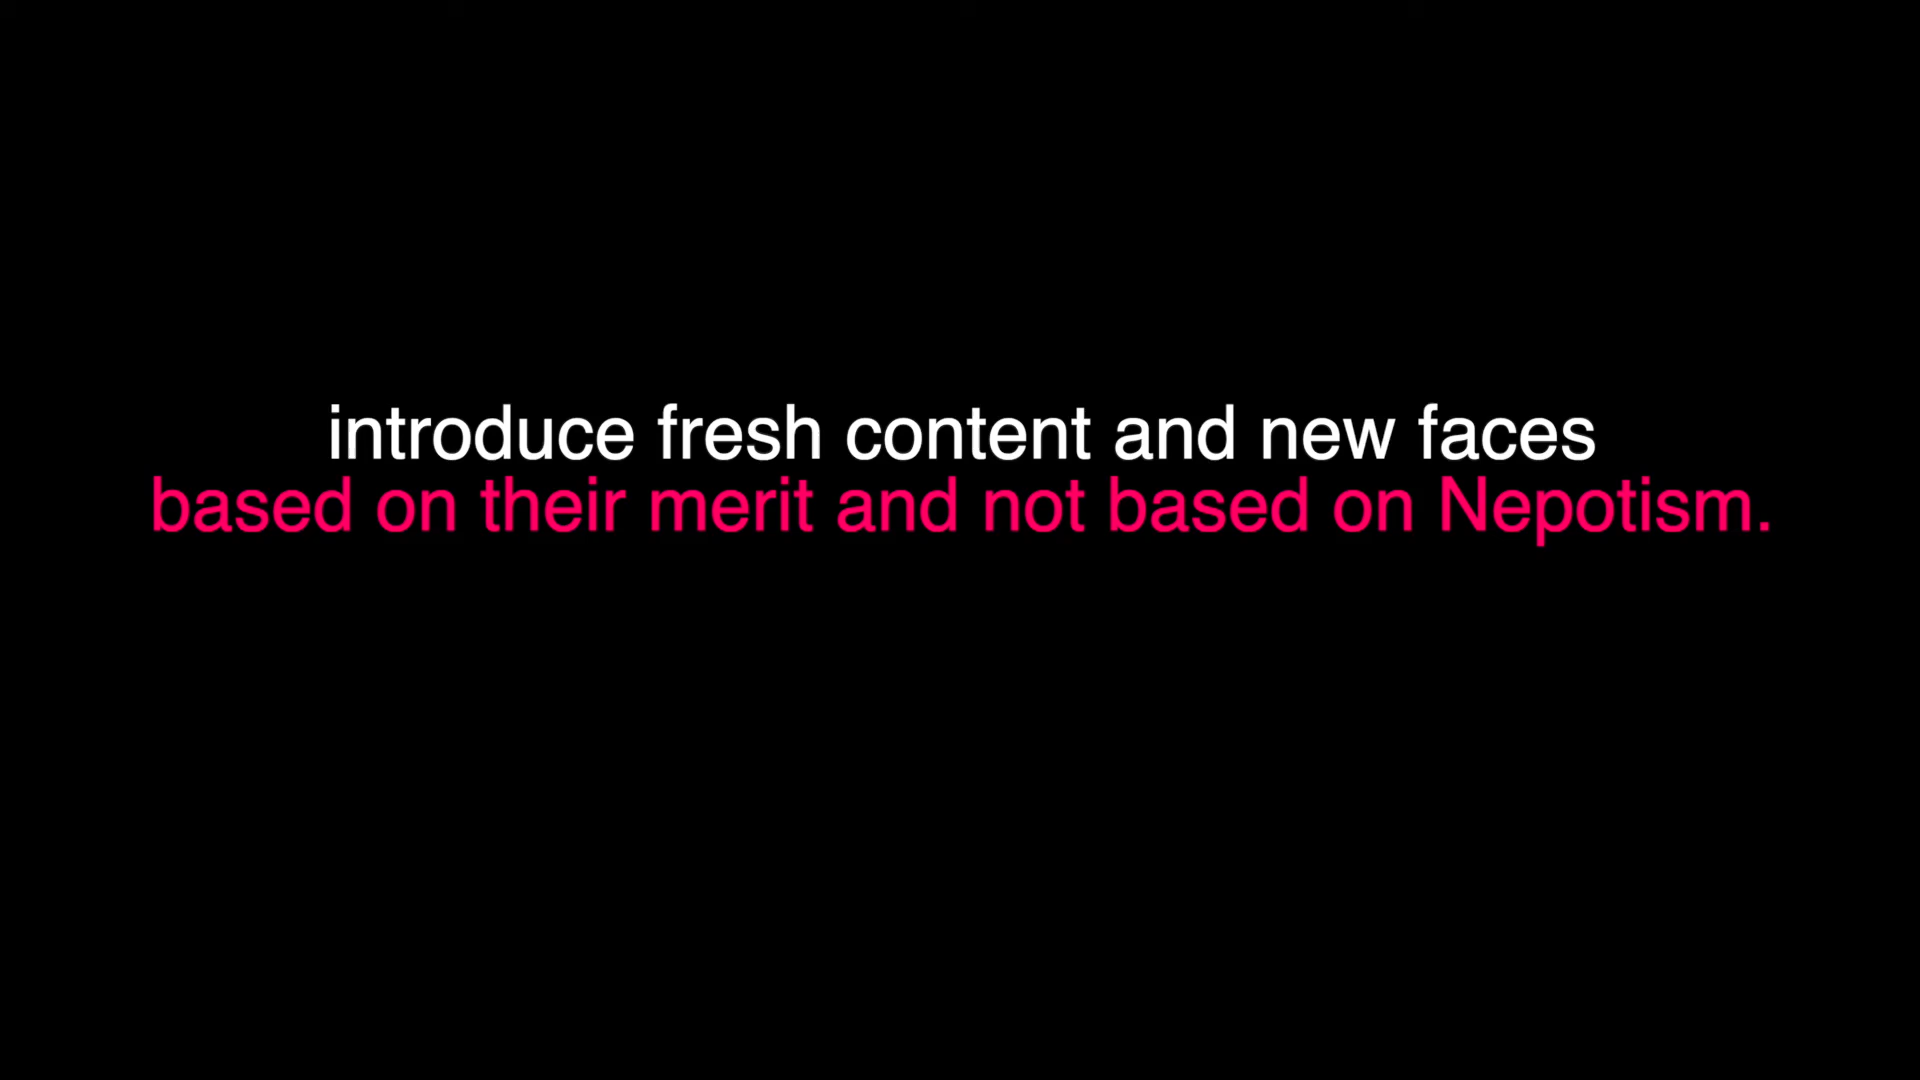 introduce fresh content and new faces
based on their merit and not based on Nepotism.